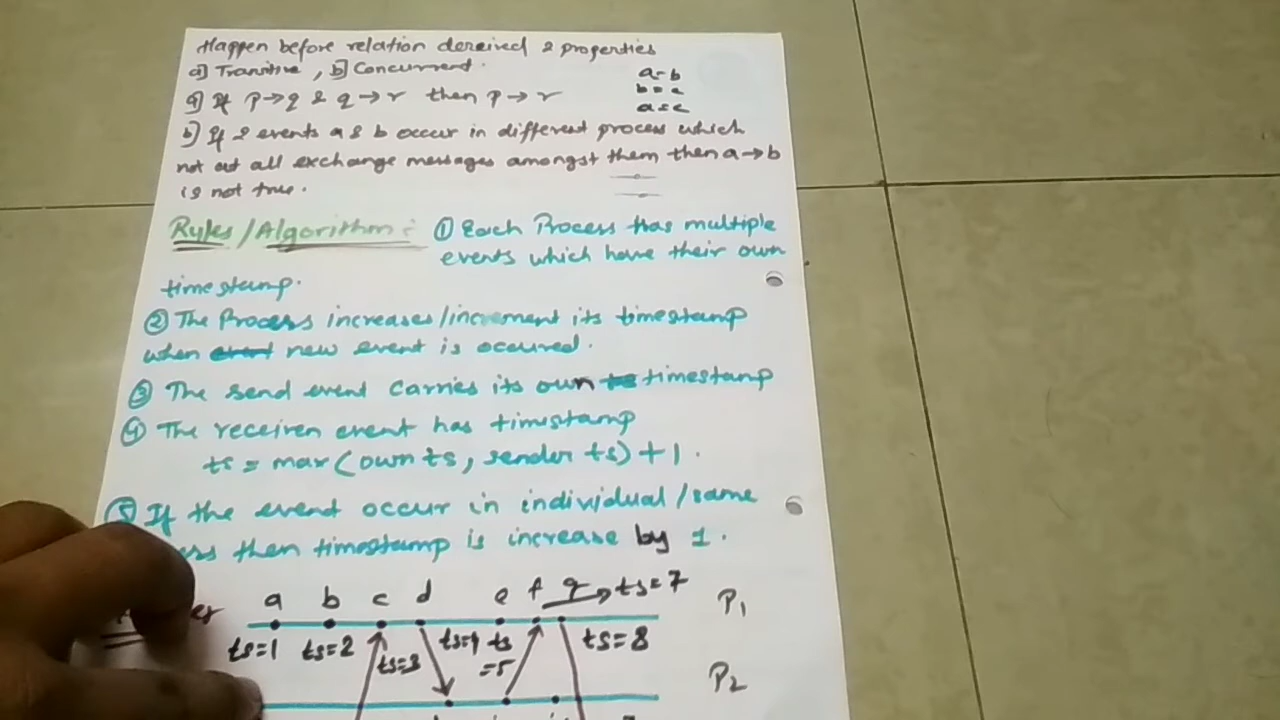 Happen before relation dereived 2 properties
a) Transitive , b) Concurrent.
a=b
b=c
a=c
a) If p→q & q→r then p→r
b) If 2 events a & b occur in different process which
not at all exchange messages amongst them then a→b
is not true.
Rules/Algorithm : ① Each Process has multiple
events which have their own
timestamp.
② The Process increases/increment its timestamp
when event new event is occured.
③ The send event carries its own ts timestamp
④ The receiven event has timestamp
ts = max(own ts, sender ts) + 1.
⑤ If the event occur in individual/same
then timestamp is increase by 1.
a b c d e f g → ts=7 P1
ts=1 ts=2 ts=3 ts=4 ts=5 ts=8
P2